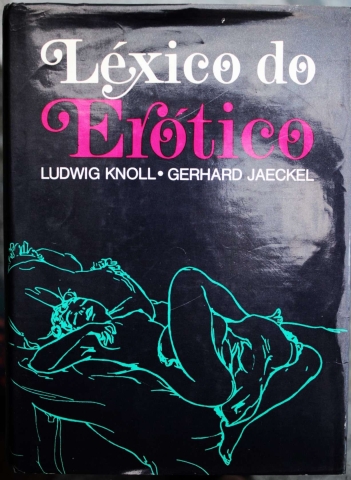 Léxico do
Erótico
LUDWIG KNOLL • GERHARD JAECKEL